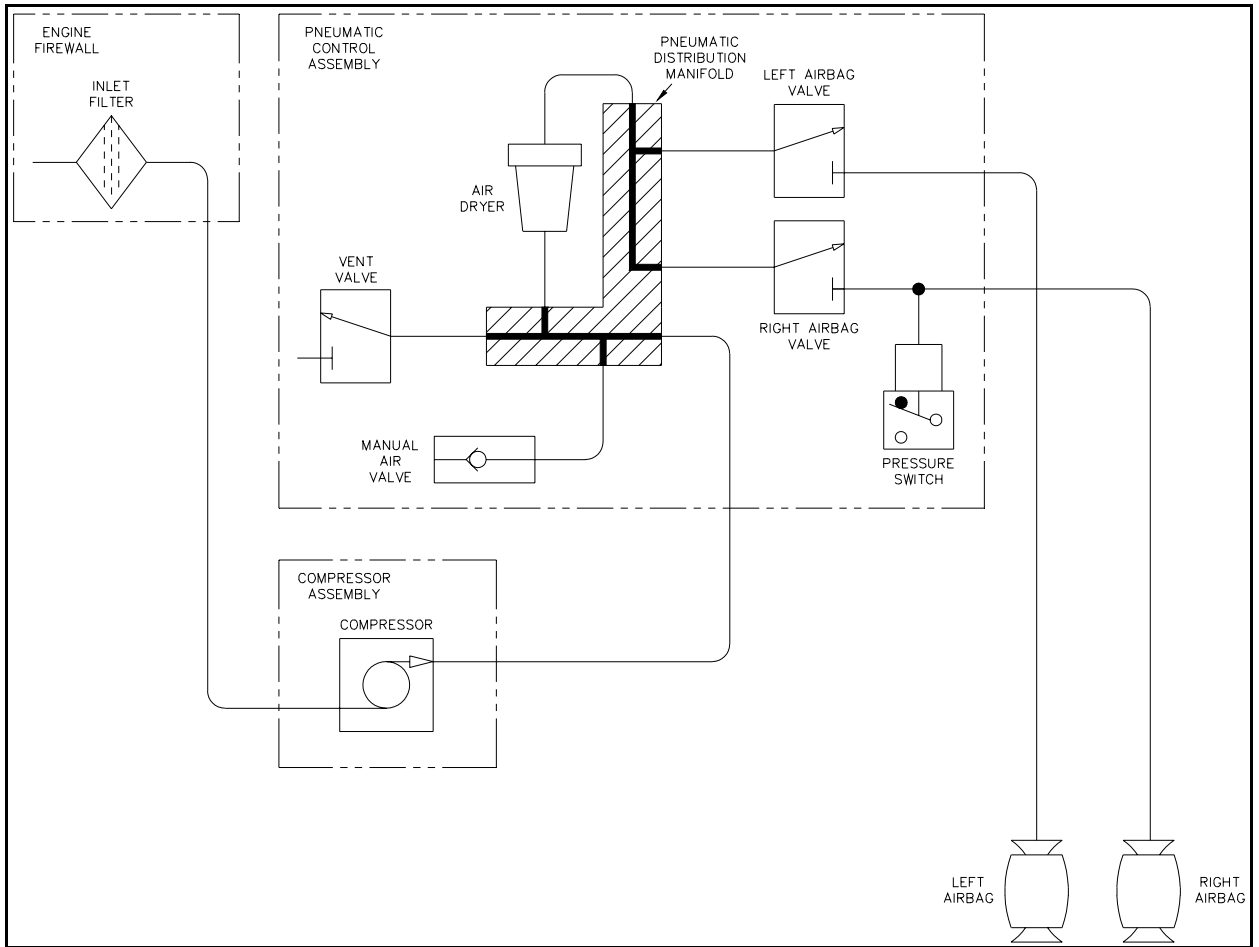 ENGINE
FIREWALL
INLET
FILTER
PNEUMATIC
CONTROL
ASSEMBLY
PNEUMATIC
DISTRIBUTION
MANIFOLD
LEFT AIRBAG
VALVE
AIR
DRYER
VENT
VALVE
RIGHT AIRBAG
VALVE
MANUAL
AIR
VALVE
PRESSURE
SWITCH
COMPRESSOR
ASSEMBLY
COMPRESSOR
LEFT
AIRBAG
RIGHT
AIRBAG